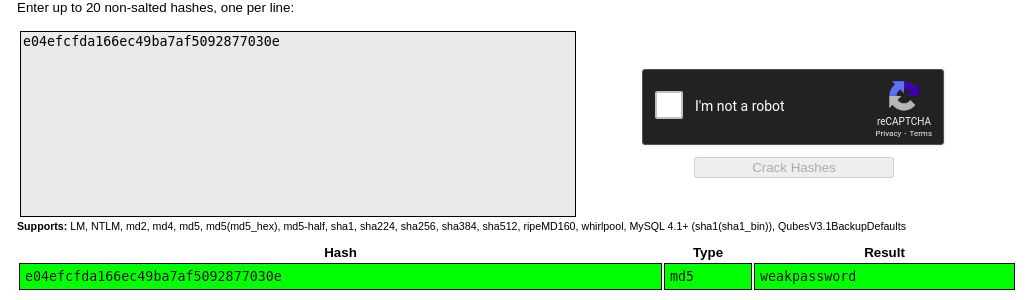 Enter up to 20 non-salted hashes, one per line:
e04efcfda166ec49ba7af5092877030e
I'm not a robot
reCAPTCHA
Privacy - Terms
Crack Hashes
Supports: LM, NTLM, md2, md4, md5, md5(md5_hex), md5-half, sha1, sha224, sha256, sha384, sha512, ripeMD160, whirlpool, MySQL 4.1+ (sha1(sha1_bin)), QubesV3.1BackupDefaults
Hash Type Result
e04efcfda166ec49ba7af5092877030e md5 weakpassword